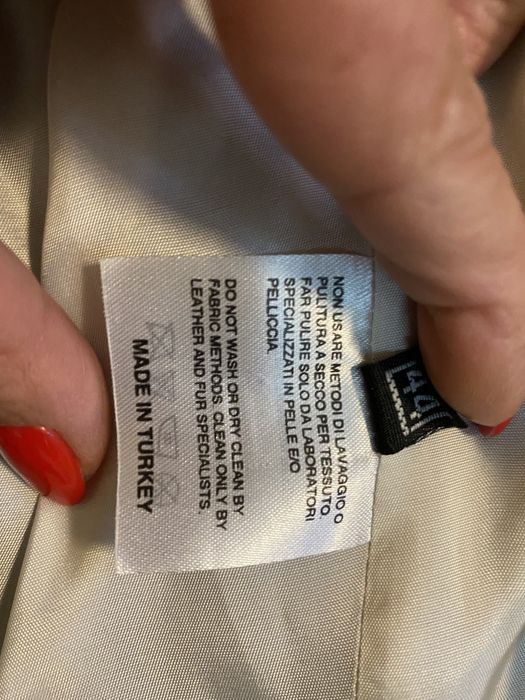 NON USARE METODI DI LAVAGGIO O
PULITURA A SECCO PER TESSUTO.
FAR PULIRE SOLO DA LABORATORI
SPECIALIZZATI IN PELLE E/O
PELLICCIA.
DO NOT WASH OR DRY CLEAN BY
FABRIC METHODS. CLEAN ONLY BY
LEATHER AND FUR SPECIALISTS.
MADE IN TURKEY